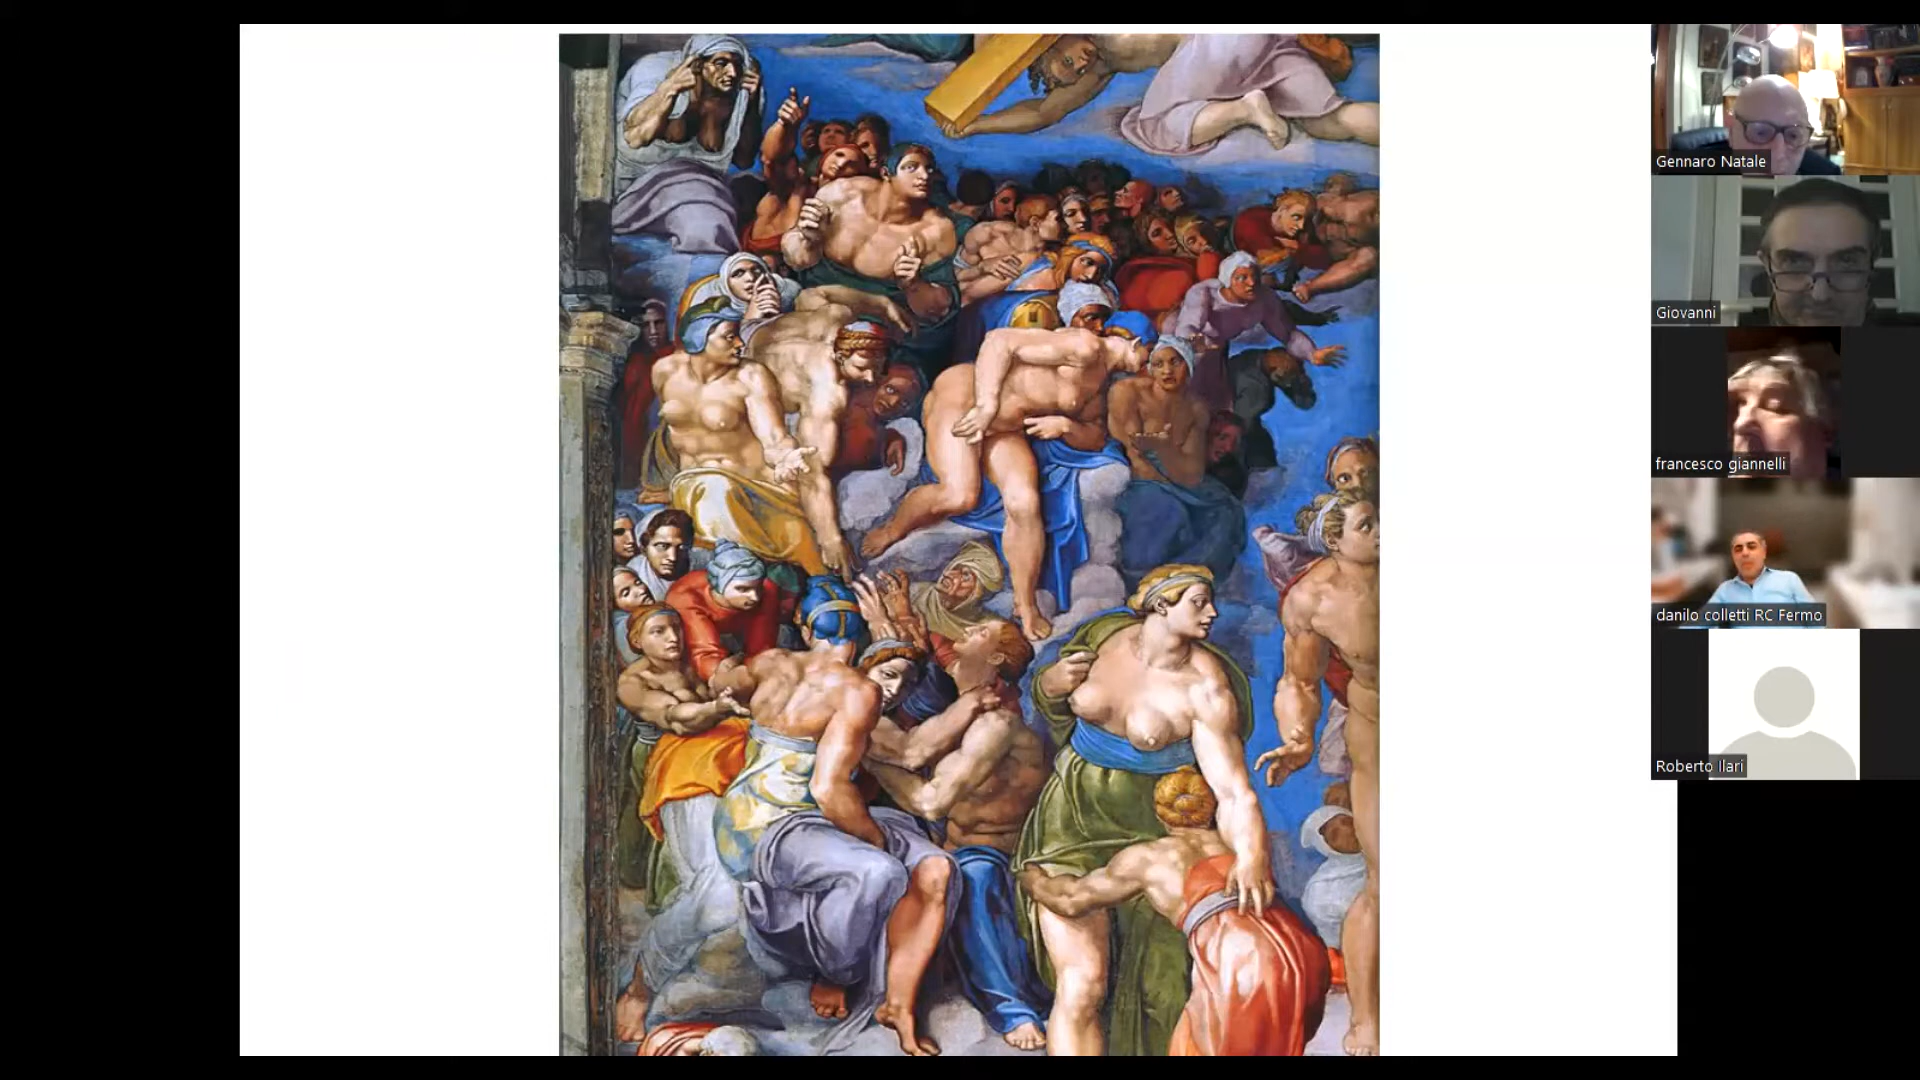 Gennaro Natale
Giovanni
francesco giannelli
danilo colletti RC Fermo
Roberto Ilari